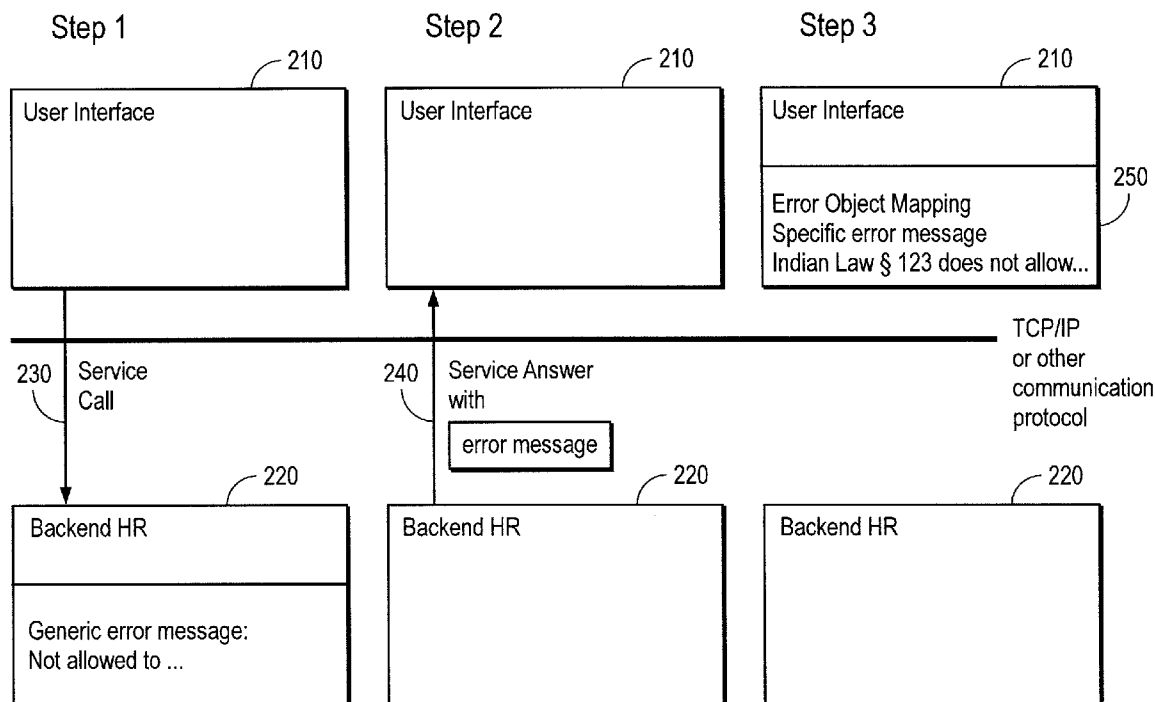 Step 1
Step 2
Step 3
210
210
210
User Interface
User Interface
User Interface
250
Error Object Mapping
Specific error message
Indian Law § 123 does not allow...
TCP/IP
or other
communication
protocol
230
Service
Call
240
Service Answer
with
error message
220
220
220
Backend HR
Backend HR
Backend HR
Generic error message:
Not allowed to ...